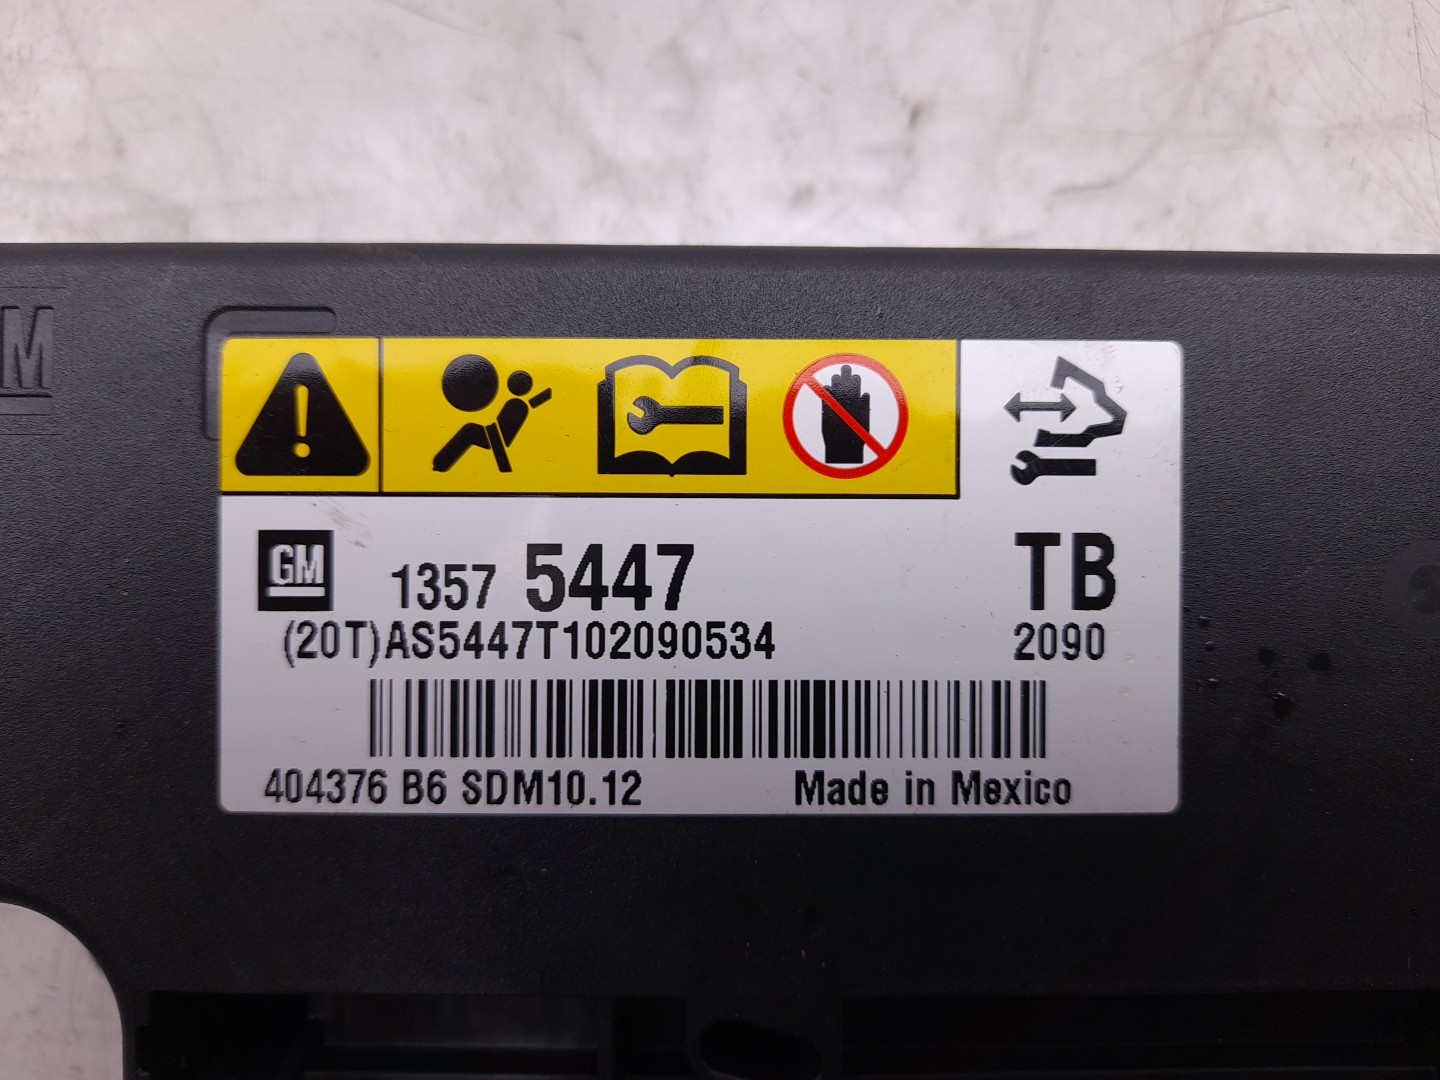 GM
1357 5447 TB
(20T)AS5447T102090534 2090
404376 B6 SDM10.12 Made in Mexico